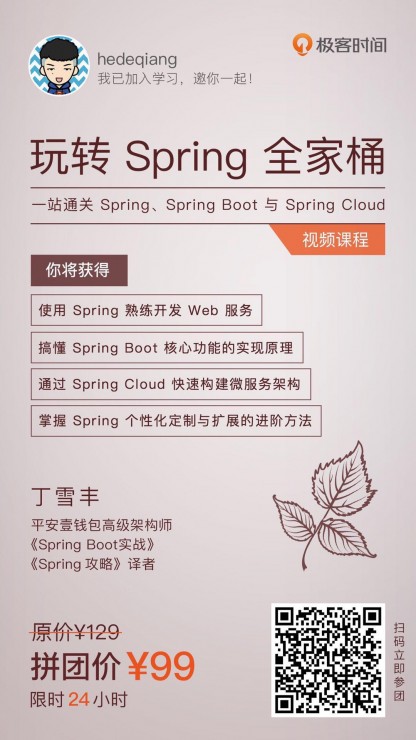 hedeqiang
我已加入学习，邀你一起！
极客时间
玩转 Spring 全家桶
一站通关 Spring、Spring Boot 与 Spring Cloud
视频课程
你将获得
使用 Spring 熟练开发 Web 服务
搞懂 Spring Boot 核心功能的实现原理
通过 Spring Cloud 快速构建微服务架构
掌握 Spring 个性化定制与扩展的进阶方法
丁雪丰
平安壹钱包高级架构师
《Spring Boot实战》
《Spring 攻略》译者
原价¥129
拼团价 ¥99
限时 24 小时
扫码立即参团